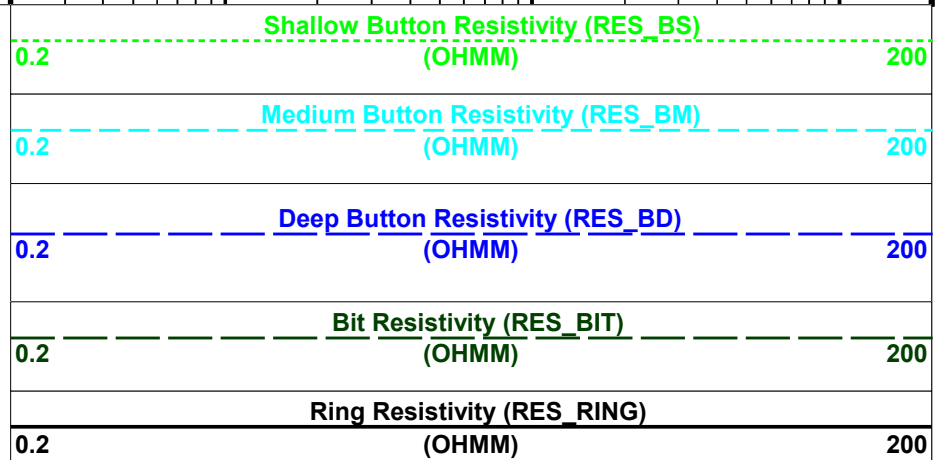 Shallow Button Resistivity (RES_BS)
0.2 (OHMM) 200
Medium Button Resistivity (RES_BM)
0.2 (OHMM) 200
Deep Button Resistivity (RES_BD)
0.2 (OHMM) 200
Bit Resistivity (RES_BIT)
0.2 (OHMM) 200
Ring Resistivity (RES_RING)
0.2 (OHMM) 200